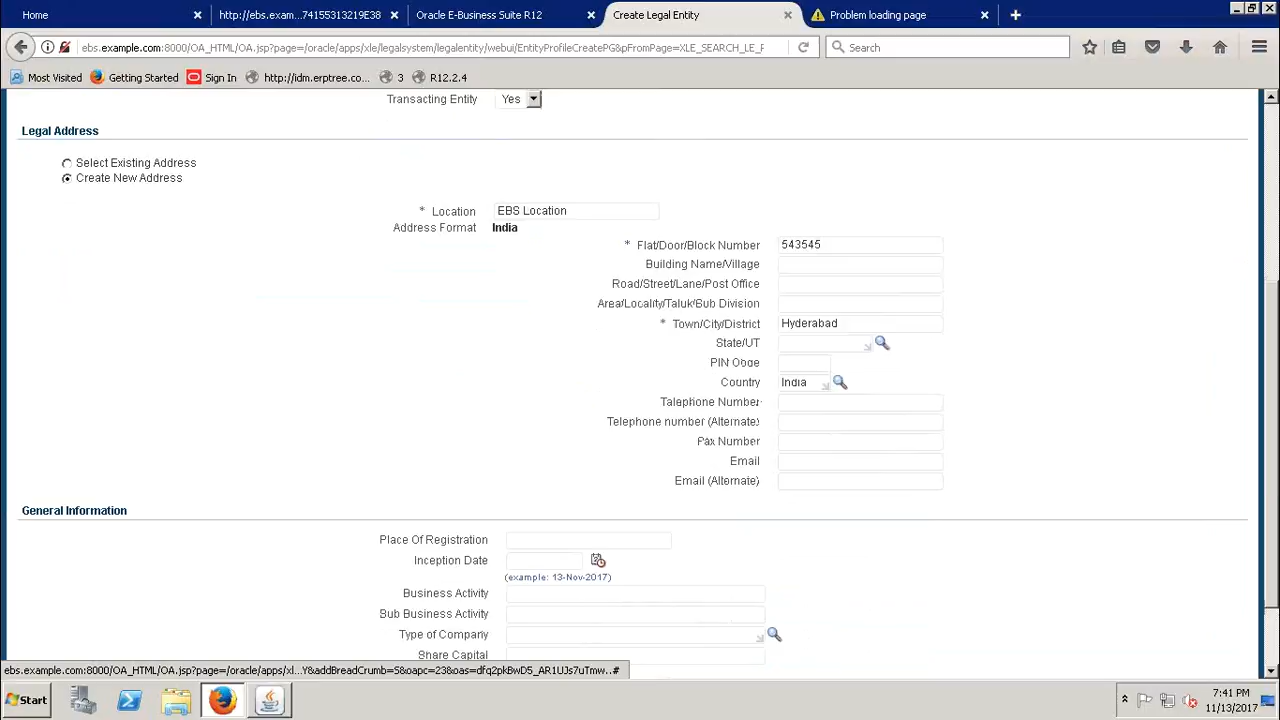 Home
http://ebs.exam...74155313219E38
Oracle E-Business Suite R12
Create Legal Entity
Problem loading page
ebs.example.com:8000/OA_HTML/OA.jsp?page=/oracle/apps/xle/legalsystem/legalentity/webui/EntityProfileCreatePG&pFromPage=XLE_SEARCH_LE_P
Search
Most Visited
Getting Started
Sign In
http://idm.erptree.co...
3
R12.2.4
Transacting Entity Yes
Legal Address
Select Existing Address
Create New Address
* Location EBS Location
Address Format India
* Flat/Door/Block Number 543545
Building Name/Village
Road/Street/Lane/Post Office
Area/Locality/Taluk/Sub Division
* Town/City/District Hyderabad
State/UT
PIN Code
Country India
Telephone Number
Telephone number (Alternate)
Fax Number
Email
Email (Alternate)
General Information
Place Of Registration
Inception Date
(example: 13-Nov-2017)
Business Activity
Sub Business Activity
Type of Company
Share Capital
ebs.example.com:8000/OA_HTML/OA.jsp?page=/oracle/apps/xl...Y&addBreadCrumb=S&oapc=23&oas=dfq2pkBwD5_AR1UJs7uTmw..#
Start
7:41 PM
11/13/2017